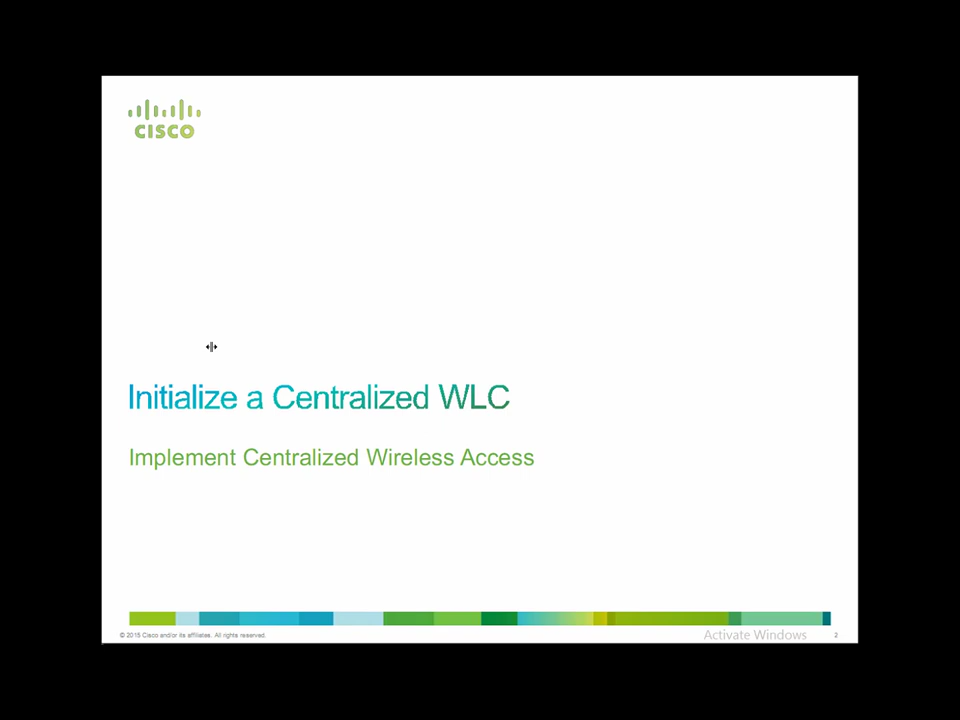 CISCO
Initialize a Centralized WLC
Implement Centralized Wireless Access
© 2015 Cisco and/or its affiliates. All rights reserved.
Activate Windows
2